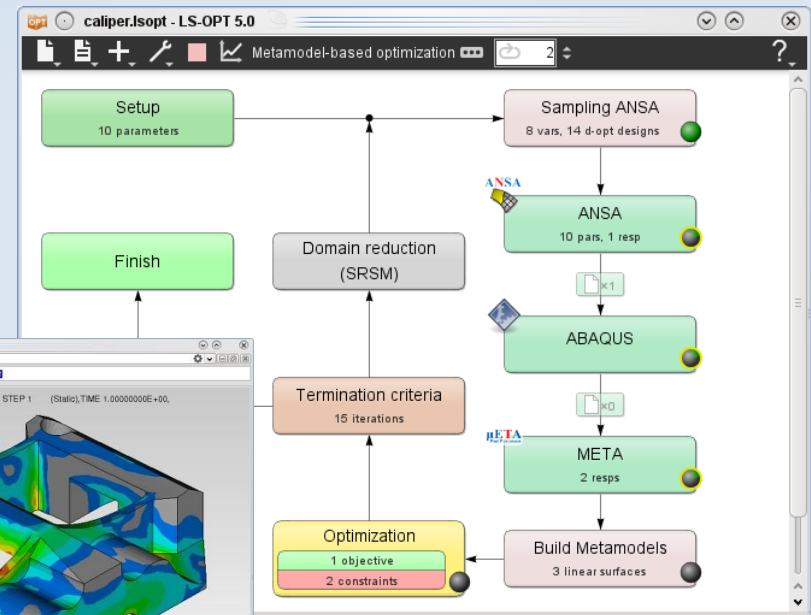 caliper.lsopt - LS-OPT 5.0
Metamodel-based optimization
2
?
Setup
10 parameters
Sampling ANSA
8 vars, 14 d-opt designs
ANSA
ANSA
10 pars, 1 resp
Finish
Domain reduction
(SRSM)
×1
ABAQUS
STEP 1 (Static),TIME 1.00000000E+00,
Termination criteria
15 iterations
×0
μETA
META
2 resps
Optimization
1 objective
2 constraints
Build Metamodels
3 linear surfaces